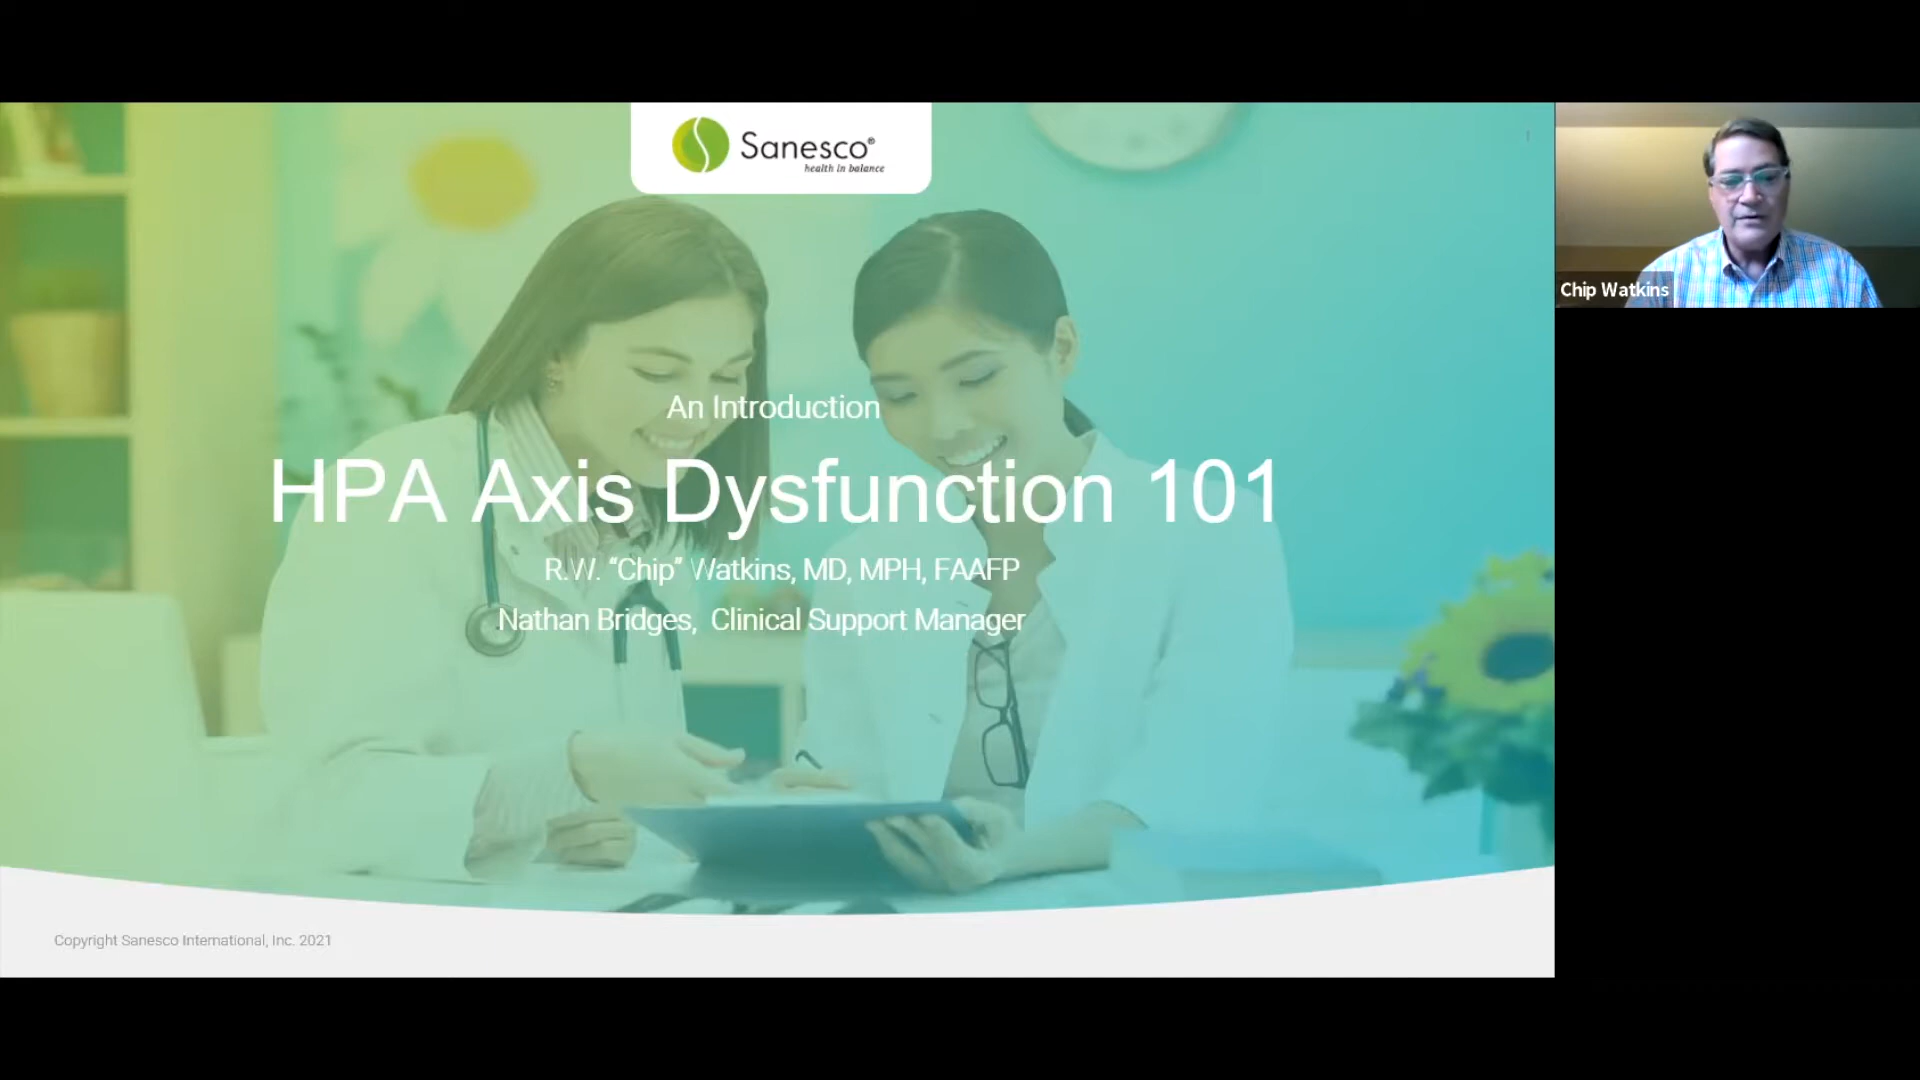 Sanesco®
health in balance
An Introduction
HPA Axis Dysfunction 101
R.W. “Chip” Watkins, MD, MPH, FAAFP
Nathan Bridges,  Clinical Support Manager
Copyright Sanesco International, Inc. 2021
Chip Watkins